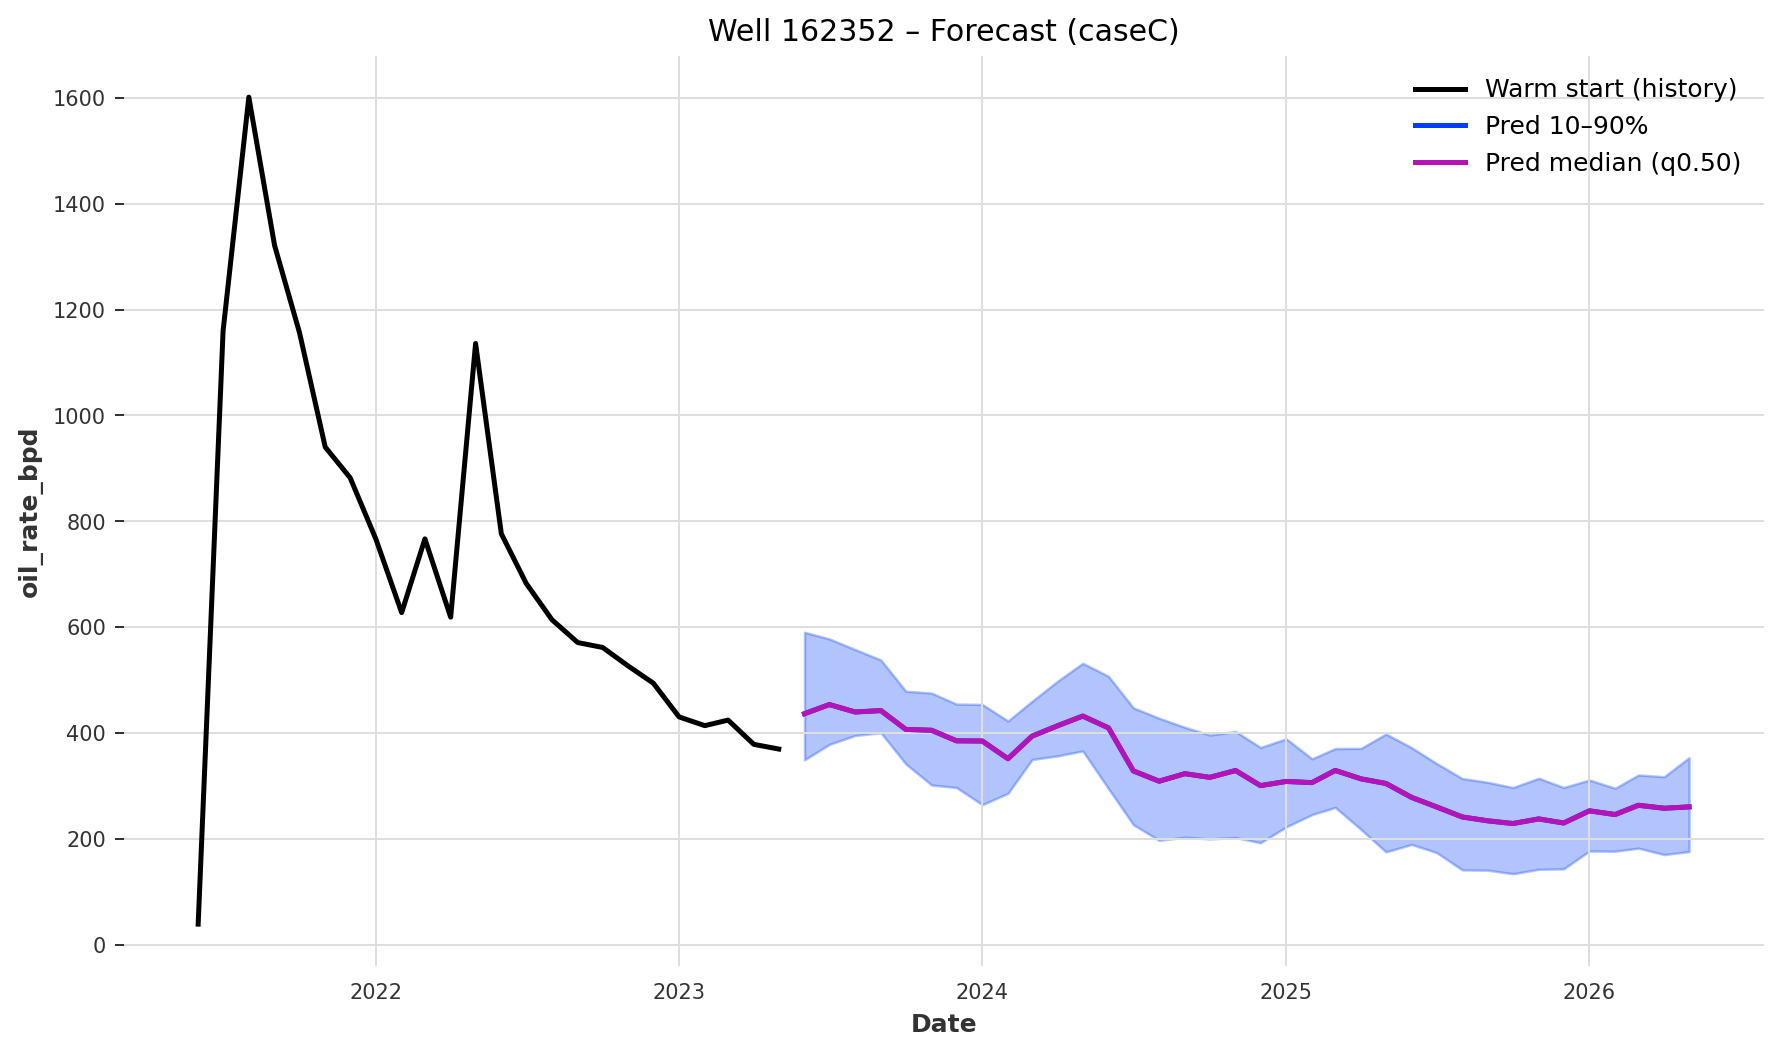 Well 162352 – Forecast (caseC)
Warm start (history)
Pred 10–90%
Pred median (q0.50)
oil_rate_bpd
1600
1400
1200
1000
800
600
400
200
0
2022
2023
2024
2025
2026
Date